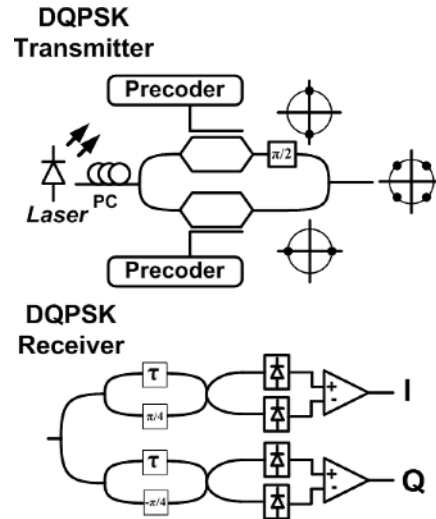 DQPSK
Transmitter
Precoder
π/2
Laser
PC
Precoder
DQPSK
Receiver
τ
π/4
+
-
I
τ
-π/4
+
-
Q